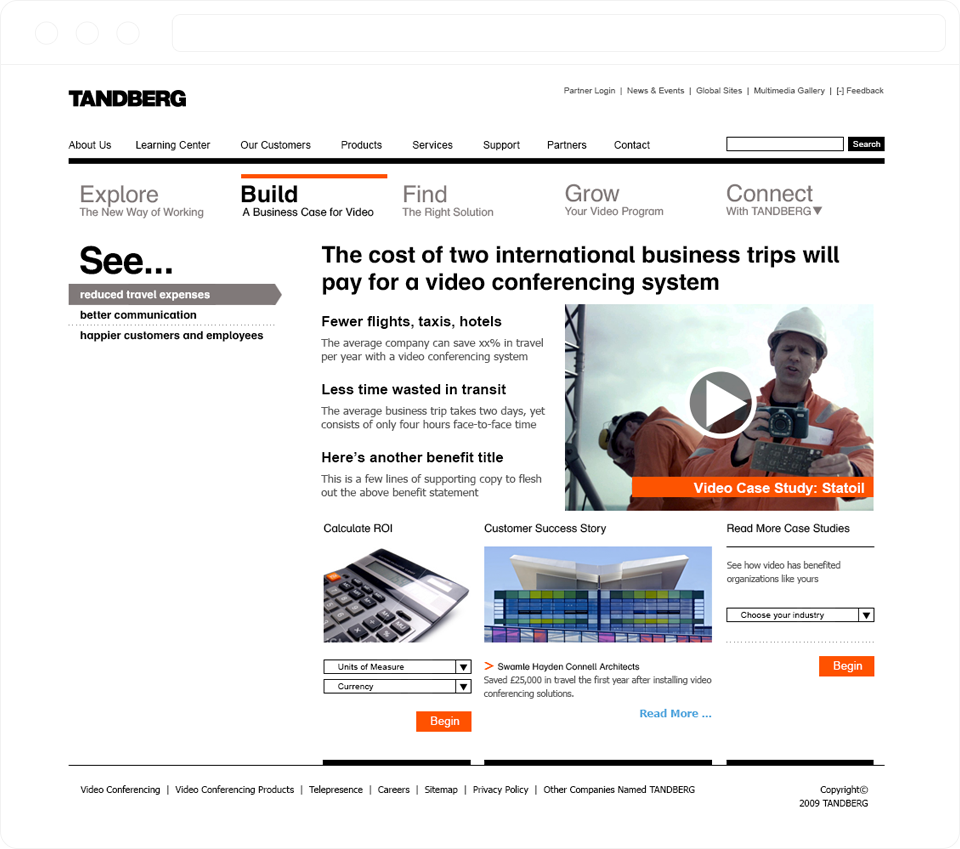 TANDBERG
Partner Login | News & Events | Global Sites | Multimedia Gallery | [-] Feedback
About Us Learning Center Our Customers Products Services Support Partners Contact Search
Explore
The New Way of Working
Build
A Business Case for Video
Find
The Right Solution
Grow
Your Video Program
Connect
With TANDBERG▼
See...
reduced travel expenses
better communication
happier customers and employees
The cost of two international business trips will
pay for a video conferencing system
Fewer flights, taxis, hotels
The average company can save xx% in travel
per year with a video conferencing system
Less time wasted in transit
The average business trip takes two days, yet
consists of only four hours face-to-face time
Here's another benefit title
This is a few lines of supporting copy to flesh
out the above benefit statement
Video Case Study: Statoil
Calculate ROI
Units of Measure
Currency
Begin
Customer Success Story
> Swamle Hayden Connell Architects
Saved £25,000 in travel the first year after installing video
conferencing solutions.
Read More ...
Read More Case Studies
See how video has benefited
organizations like yours
Choose your industry
Begin
Video Conferencing | Video Conferencing Products | Telepresence | Careers | Sitemap | Privacy Policy | Other Companies Named TANDBERG
Copyright©
2009 TANDBERG